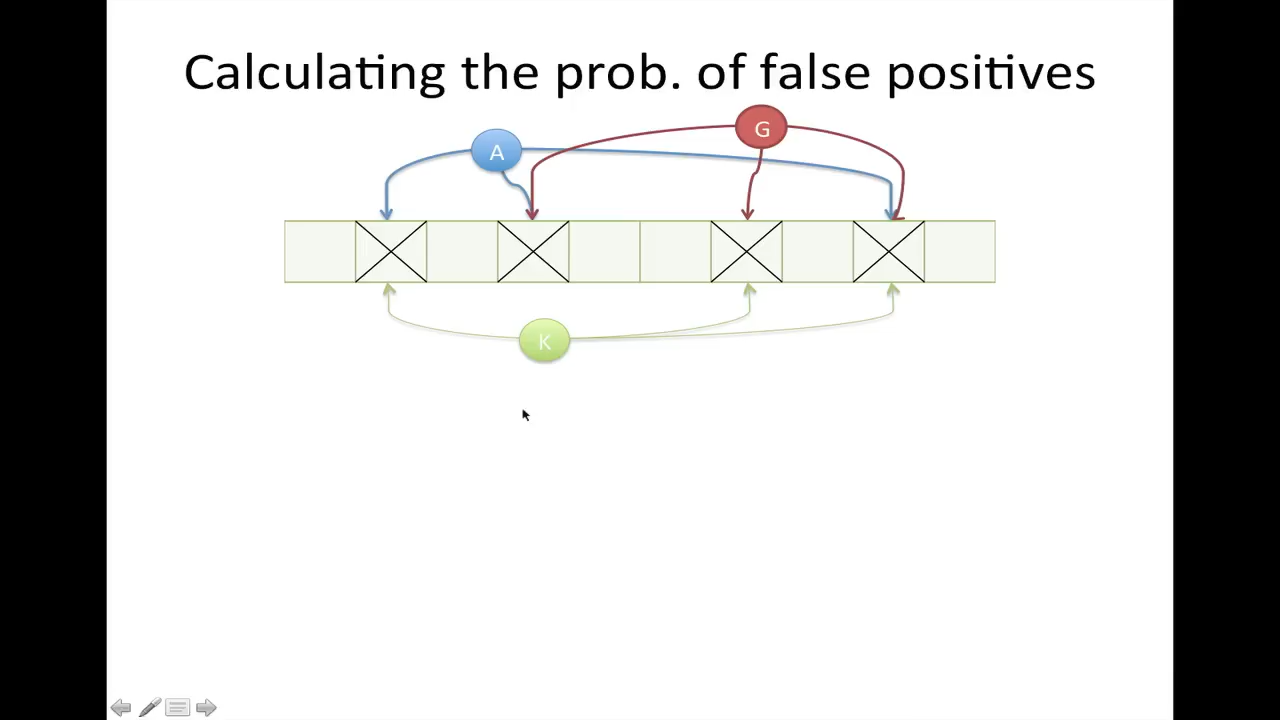 Calculating the prob. of false positives
G
A
K